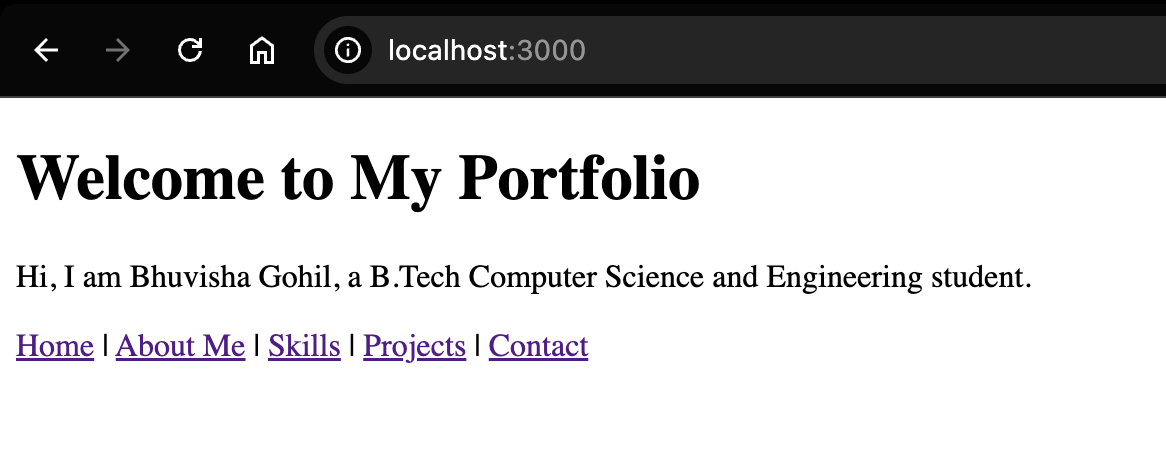 localhost:3000
Welcome to My Portfolio
Hi, I am Bhuvisha Gohil, a B.Tech Computer Science and Engineering student.
Home | About Me | Skills | Projects | Contact